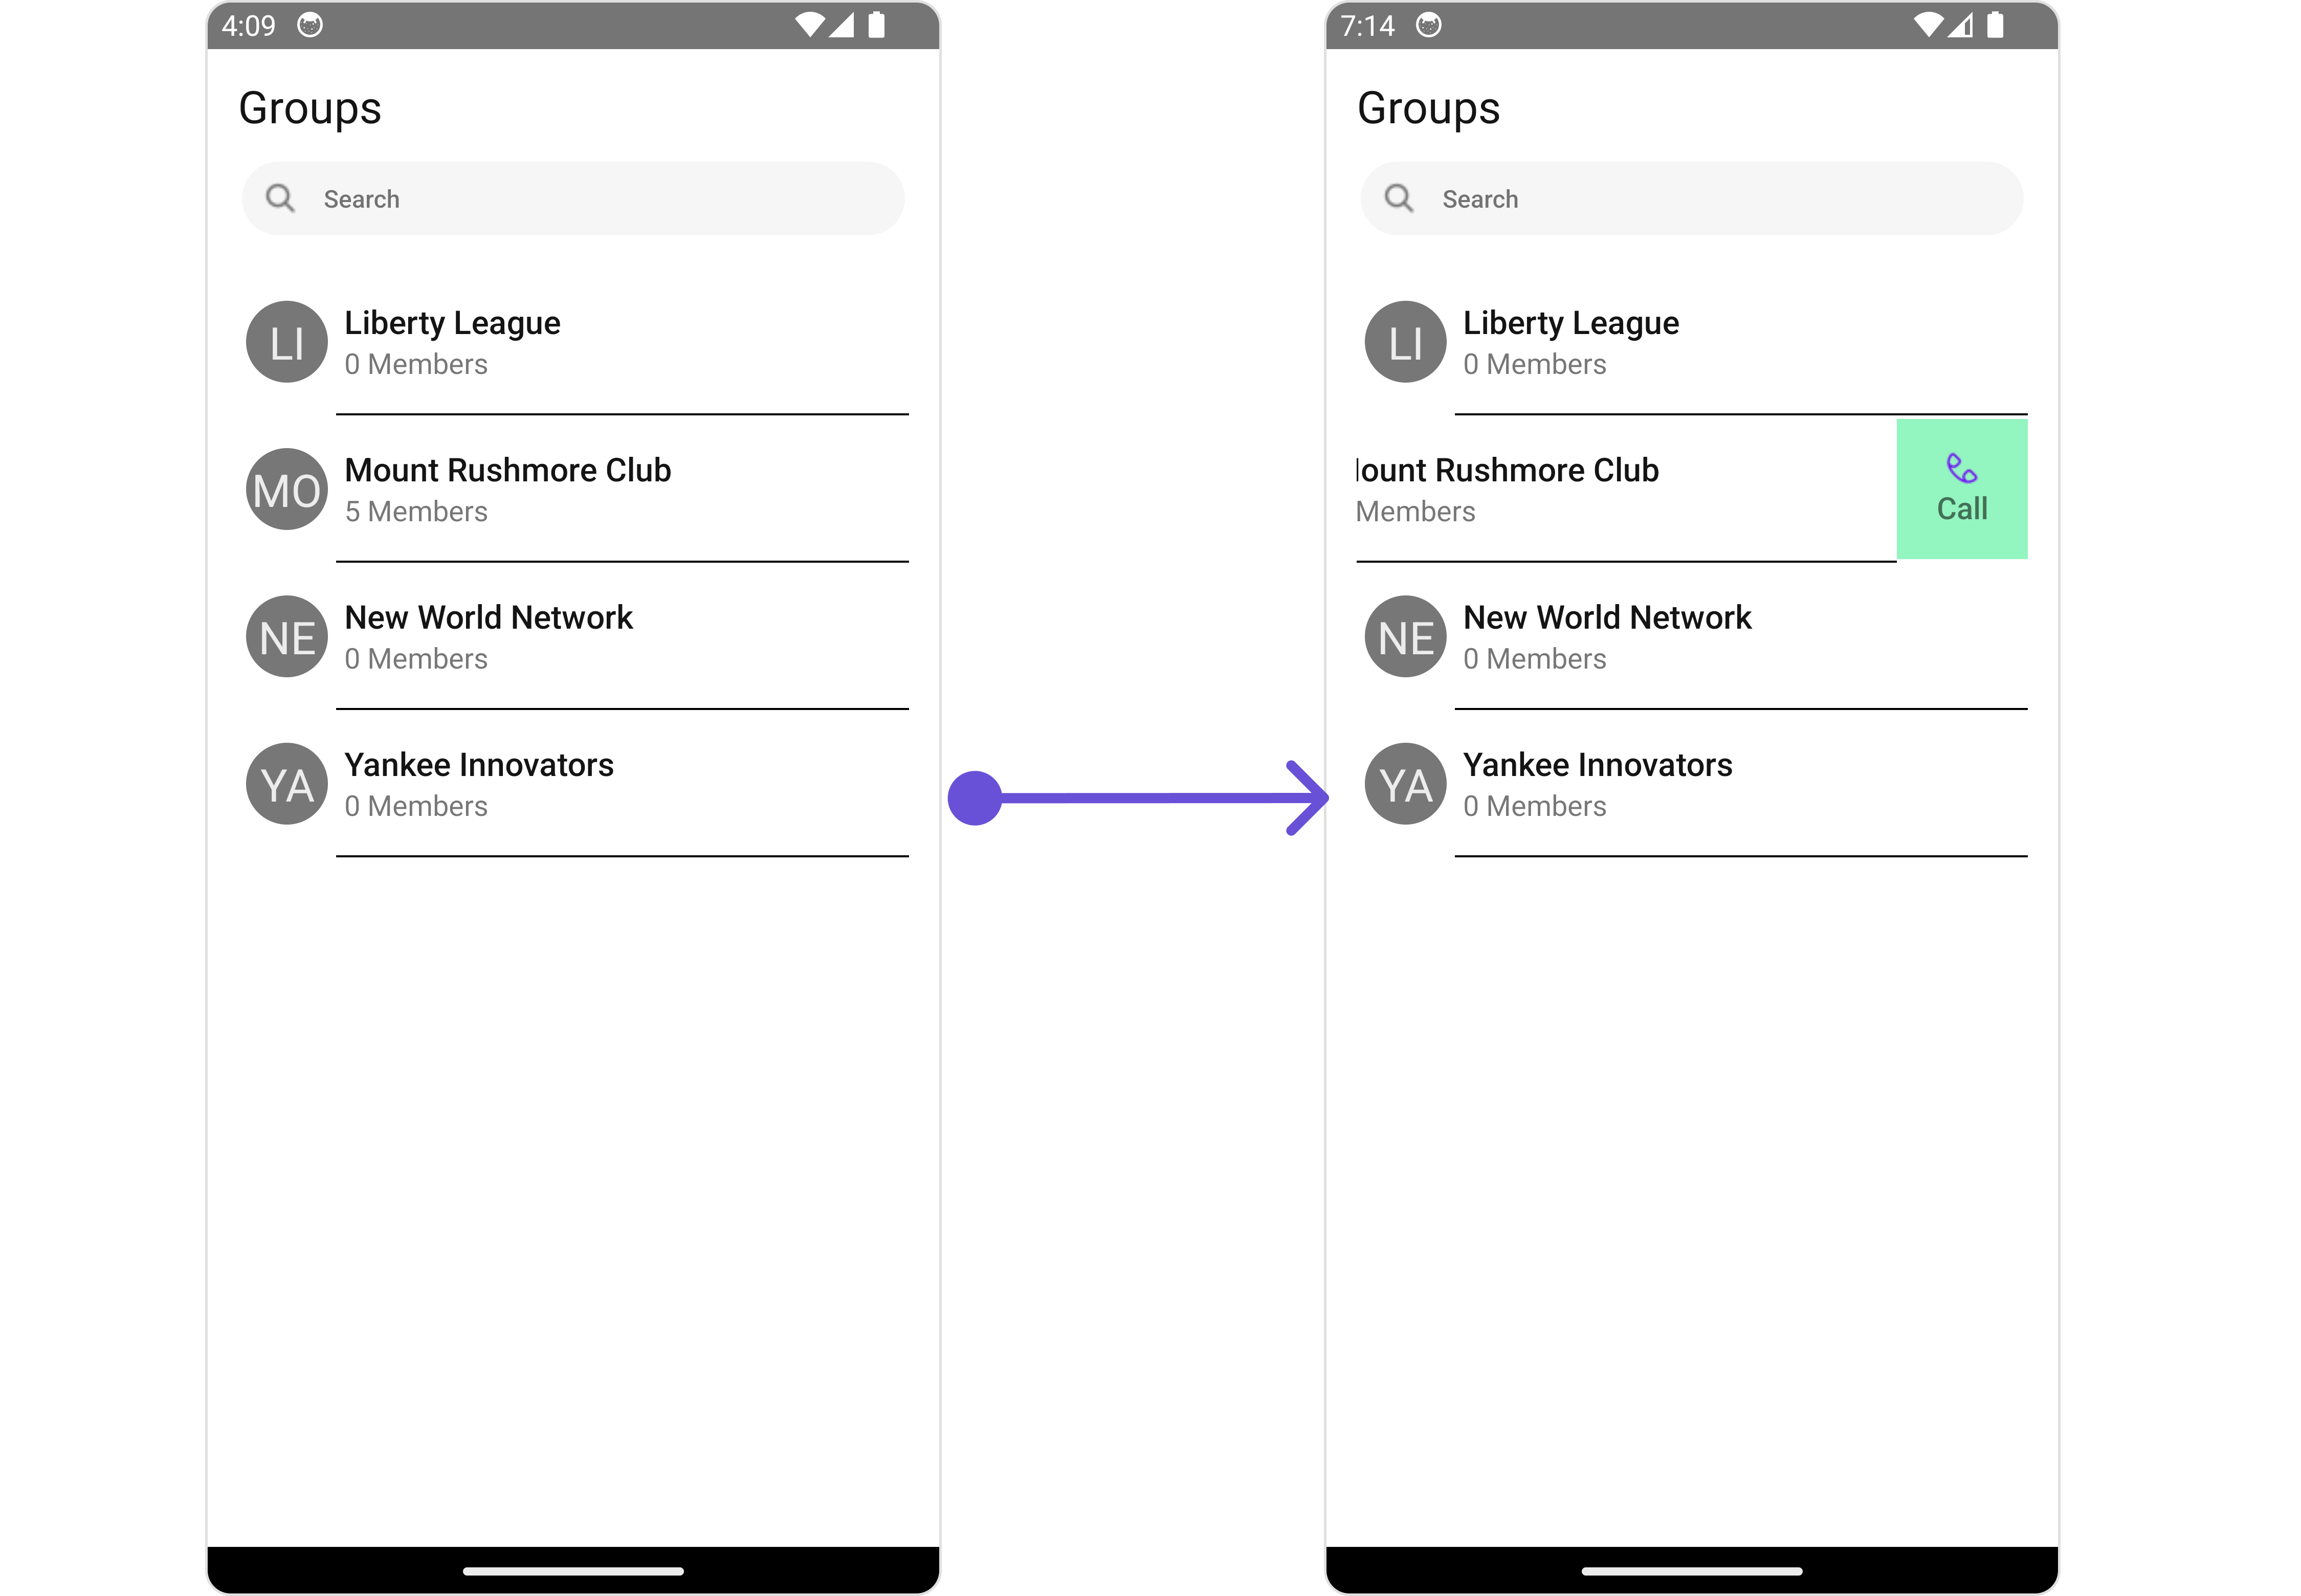 4:09
Groups
Search
LI
Liberty League
0 Members
MO
Mount Rushmore Club
5 Members
NE
New World Network
0 Members
YA
Yankee Innovators
0 Members
7:14
Groups
Search
LI
Liberty League
0 Members
ount Rushmore Club
Members
Call
NE
New World Network
0 Members
YA
Yankee Innovators
0 Members